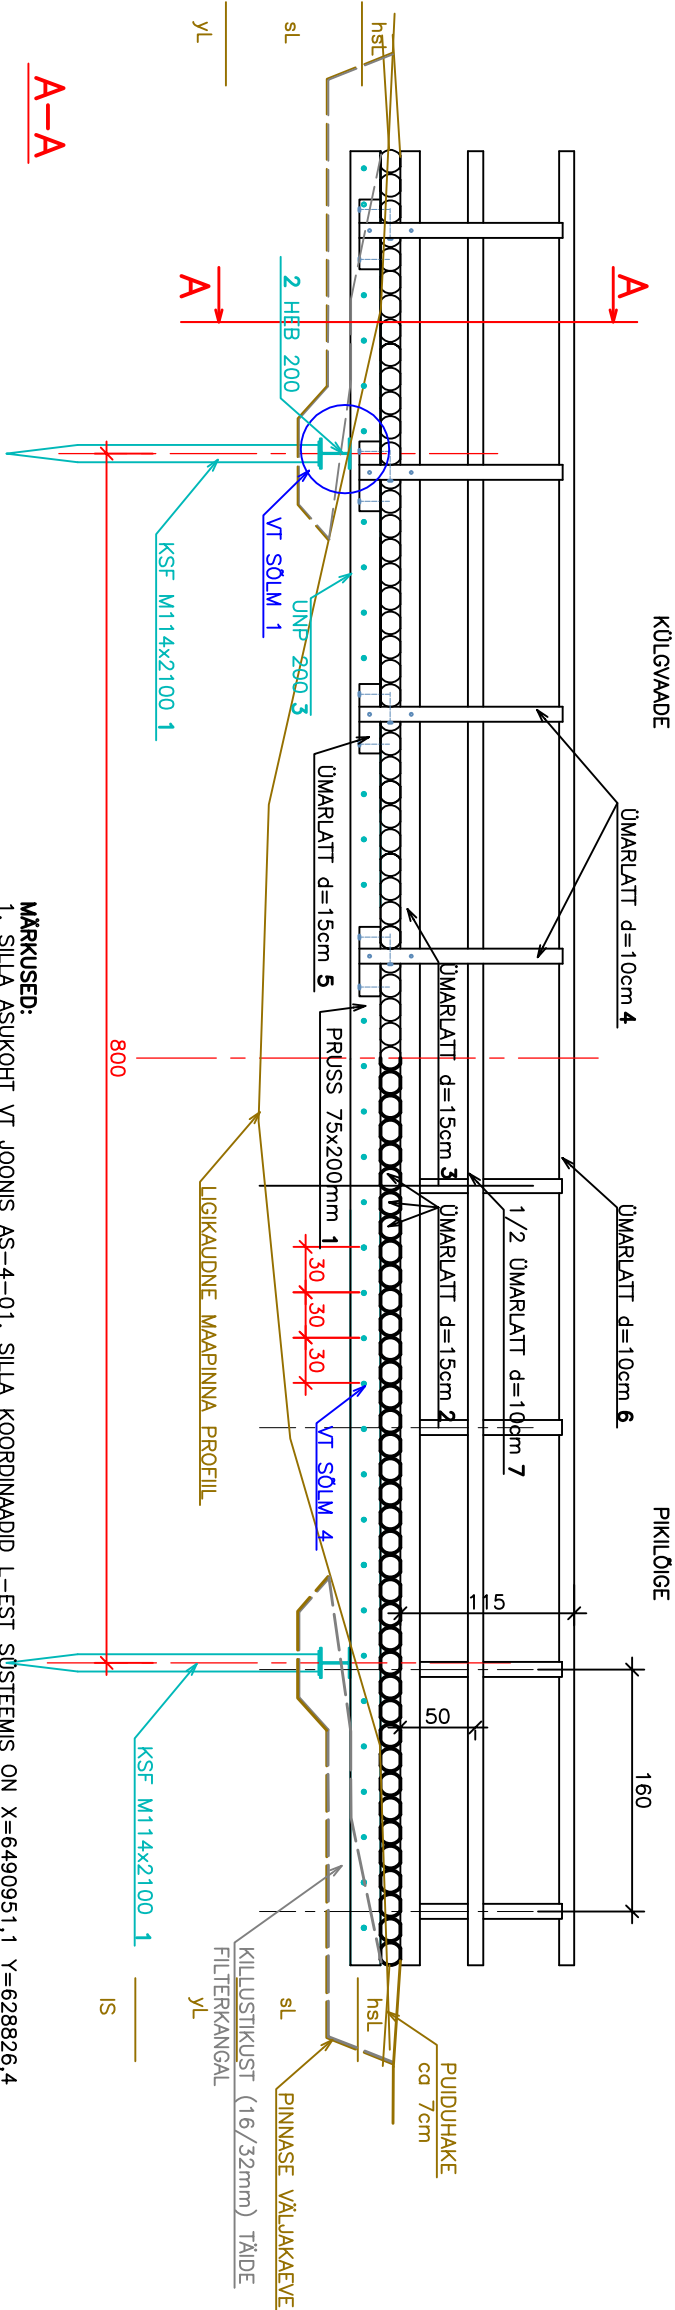 KÜLGVAADE
PIKILÕIGE
A
A
ÜMARLATT d=10cm 4
ÜMARLATT d=10cm 6
160
115
50
ÜMARLATT d=15cm 3
ÜMARLATT d=15cm 2
1/2 ÜMARLATT d=10cm 7
hsL
sL
yL
2 HEB 200
UNP 200 3
ÜMARLATT d=15cm 5
PRUSS 75x200mm 1
30
30
30
VT SÕLM 1
VT SÕLM 4
KSF M114x2100 1
LIGIKAUDNE MAAPINNA PROFIIL
KSF M114x2100 1
800
PUIDUHAKE
ca 7cm
hsL
sL
yL
lS
PINNASE VÄLJAKAEVE
KILLUSTIKUST (16/32mm) TÄIDE
FILTERKANGAL
A–A
MÄRKUSED:
1. SILLA ASUKOHT VT JOONIS AS-4-01. SILLA KOORDINAADID L-EST SÜSTEEMIS ON X=6490951,1 Y=628826,4